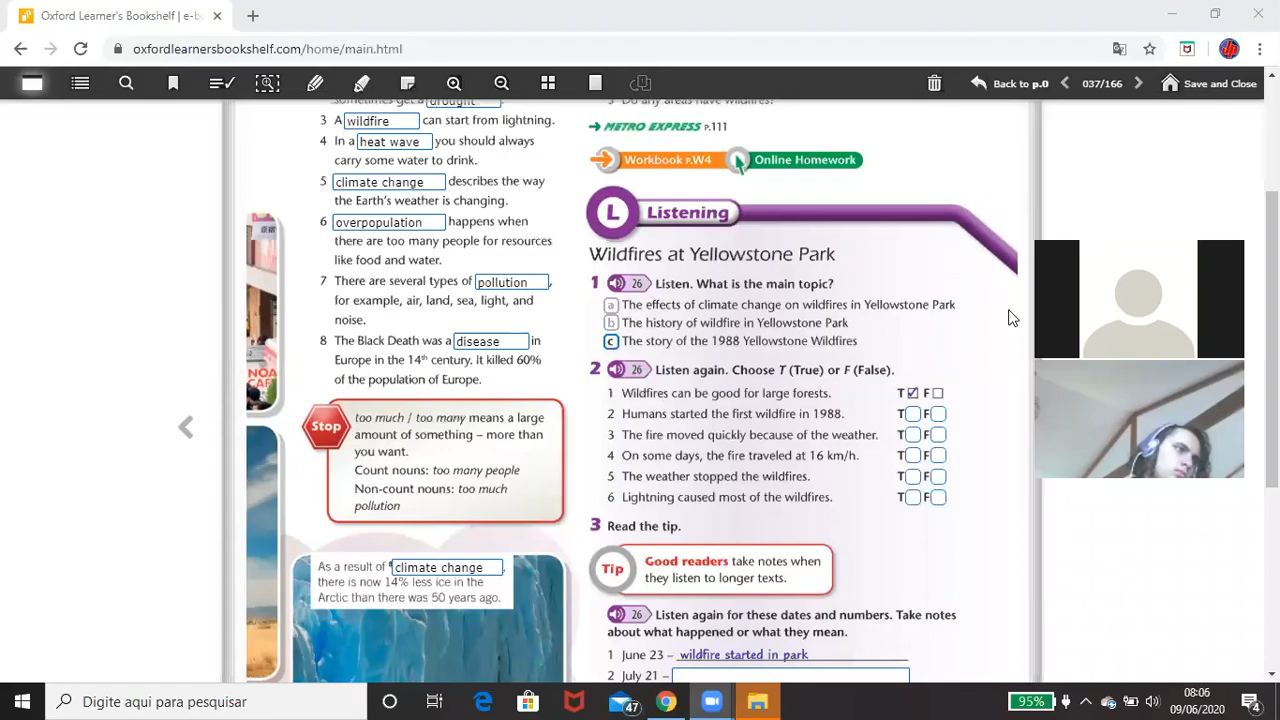 Oxford Learner's Bookshelf | e-b
oxfordlearnersbookshelf.com/home/main.html
Back to p.0
037/166
Save and Close
sometimes get a drought.
3 A wildfire can start from lightning.
4 In a heat wave you should always
carry some water to drink.
5 climate change describes the way
the Earth's weather is changing.
6 overpopulation happens when
there are too many people for resources
like food and water.
7 There are several types of pollution,
for example, air, land, sea, light, and
noise.
8 The Black Death was a disease in
Europe in the 14th century. It killed 60%
of the population of Europe.
Stop
too much / too many means a large
amount of something – more than
you want.
Count nouns: too many people
Non-count nouns: too much
pollution
NOA
CAF
As a result of climate change,
there is now 14% less ice in the
Arctic than there was 50 years ago.
3 Do any areas have wildfires?
METRO EXPRESS P.111
Workbook P.W4
Online Homework
L Listening
Wildfires at Yellowstone Park
1 26 Listen. What is the main topic?
a The effects of climate change on wildfires in Yellowstone Park
b The history of wildfire in Yellowstone Park
c The story of the 1988 Yellowstone Wildfires
2 26 Listen again. Choose T (True) or F (False).
1 Wildfires can be good for large forests. T F
2 Humans started the first wildfire in 1988. T F
3 The fire moved quickly because of the weather. T F
4 On some days, the fire traveled at 16 km/h. T F
5 The weather stopped the wildfires. T F
6 Lightning caused most of the wildfires. T F
3 Read the tip.
Tip
Good readers take notes when
they listen to longer texts.
26 Listen again for these dates and numbers. Take notes
about what happened or what they mean.
1 June 23 – wildfire started in park
2 July 21 –
Digite aqui para pesquisar
47
95%
08:06
09/06/2020
4